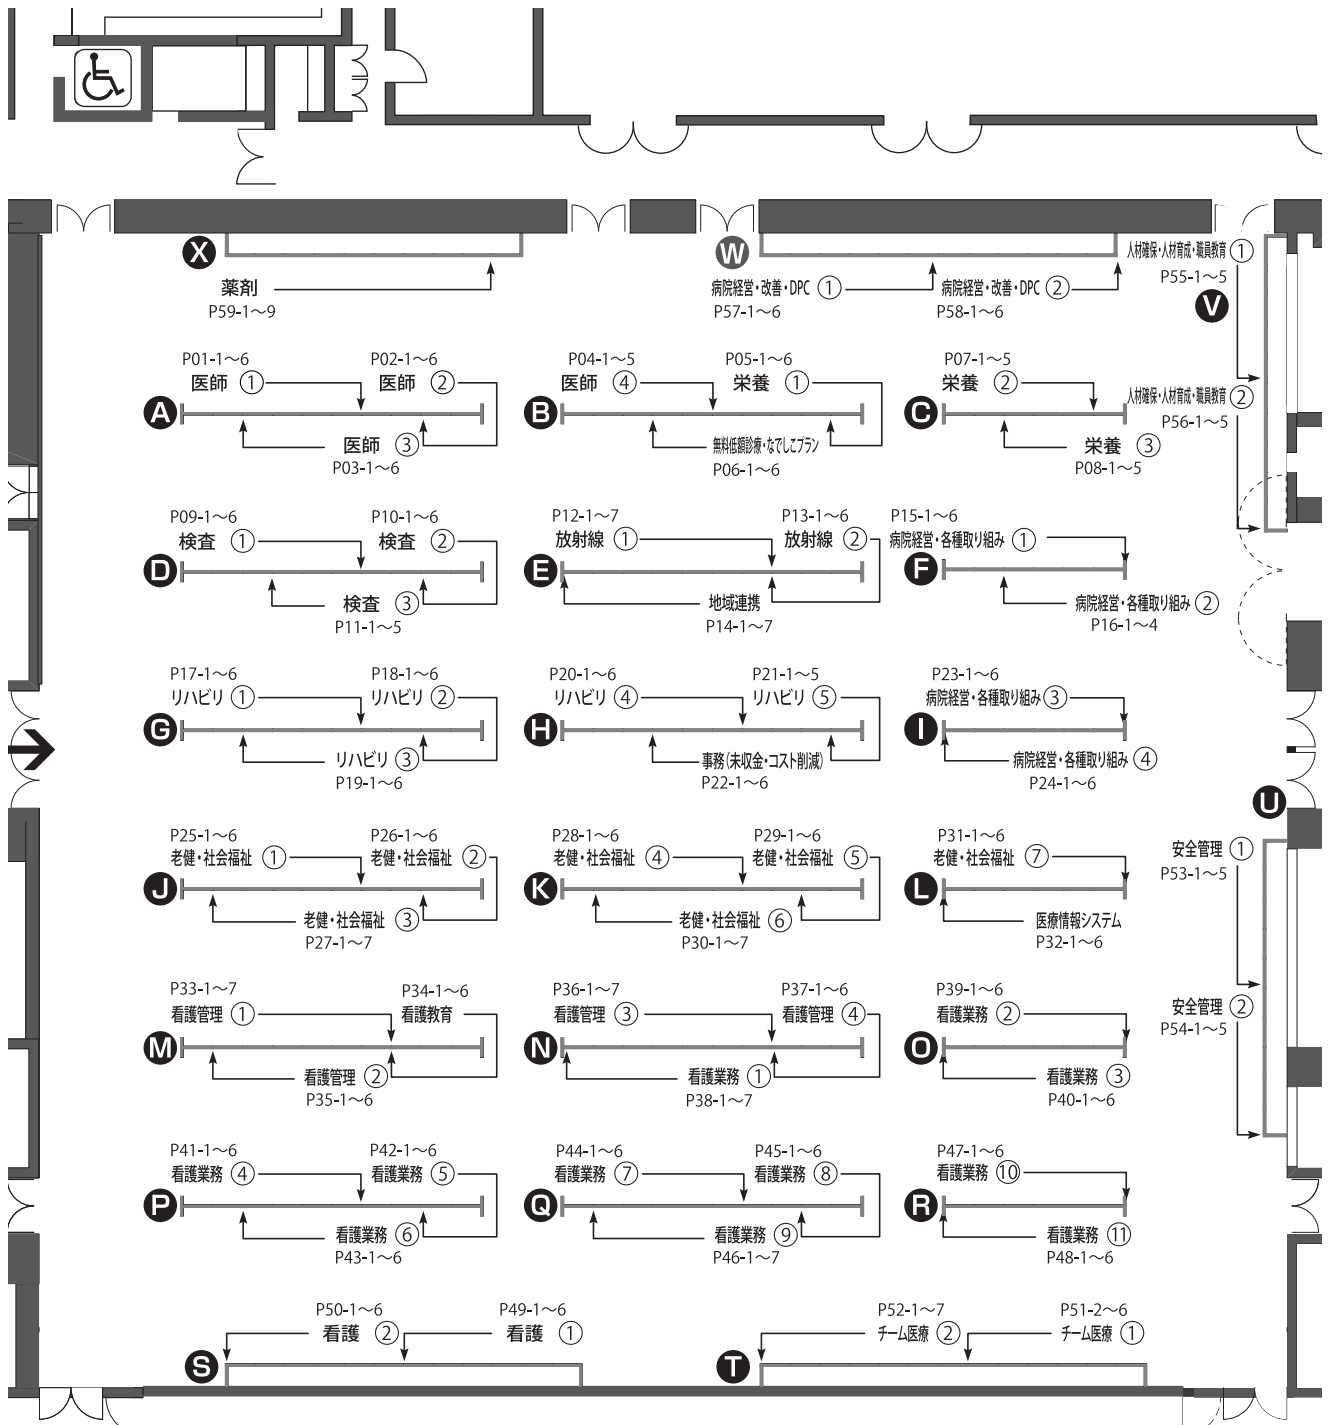 X
薬剤
P59-1～9
W
病院経営・改善・DPC ①
P57-1～6
病院経営・改善・DPC ②
P58-1～6
人材確保・人材育成・職員教育 ①
P55-1～5
V
人材確保・人材育成・職員教育 ②
P56-1～5
P01-1～6
医師 ①
P02-1～6
医師 ②
A
医師 ③
P03-1～6
P04-1～5
医師 ④
P05-1～6
栄養 ①
B
無料低額診療・なでしこプラン
P06-1～6
P07-1～5
栄養 ②
C
栄養 ③
P08-1～5
P09-1～6
検査 ①
P10-1～6
検査 ②
D
検査 ③
P11-1～5
P12-1～7
放射線 ①
P13-1～6
放射線 ②
E
地域連携
P14-1～7
P15-1～6
病院経営・各種取り組み ①
F
病院経営・各種取り組み ②
P16-1～4
P17-1～6
リハビリ ①
P18-1～6
リハビリ ②
G
リハビリ ③
P19-1～6
P20-1～6
リハビリ ④
P21-1～5
リハビリ ⑤
H
事務(未収金・コスト削減)
P22-1～6
P23-1～6
病院経営・各種取り組み ③
I
病院経営・各種取り組み ④
P24-1～6
U
P25-1～6
老健・社会福祉 ①
P26-1～6
老健・社会福祉 ②
J
老健・社会福祉 ③
P27-1～7
P28-1～6
老健・社会福祉 ④
P29-1～6
老健・社会福祉 ⑤
K
老健・社会福祉 ⑥
P30-1～7
P31-1～6
老健・社会福祉 ⑦
L
医療情報システム
P32-1～6
安全管理 ①
P53-1～5
安全管理 ②
P54-1～5
P33-1～7
看護管理 ①
P34-1～6
看護教育
M
看護管理 ②
P35-1～6
P36-1～7
看護管理 ③
P37-1～6
看護管理 ④
N
看護業務 ①
P38-1～7
P39-1～6
看護業務 ②
O
看護業務 ③
P40-1～6
P41-1～6
看護業務 ④
P42-1～6
看護業務 ⑤
P
看護業務 ⑥
P43-1～6
P44-1～6
看護業務 ⑦
P45-1～6
看護業務 ⑧
Q
看護業務 ⑨
P46-1～7
P47-1～6
看護業務 ⑩
R
看護業務 ⑪
P48-1～6
P50-1～6
看護 ②
P49-1～6
看護 ①
S
P52-1～7
チーム医療 ②
P51-2～6
チーム医療 ①
T